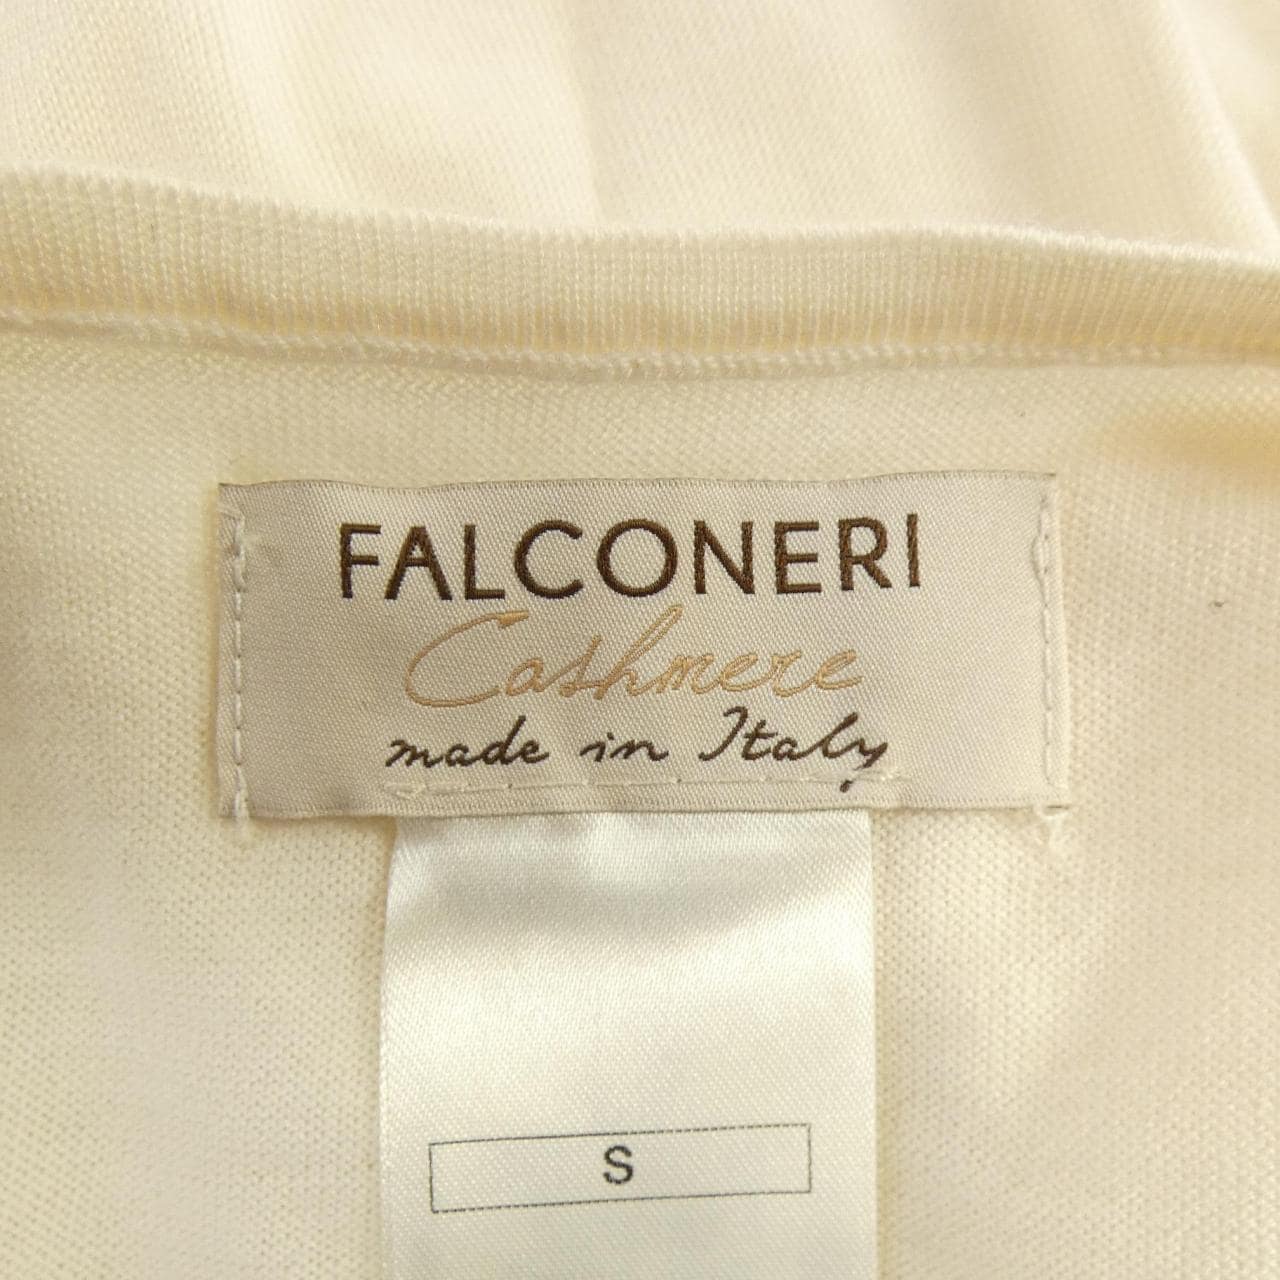 FALCONERI
Cashmere
made in Italy
S